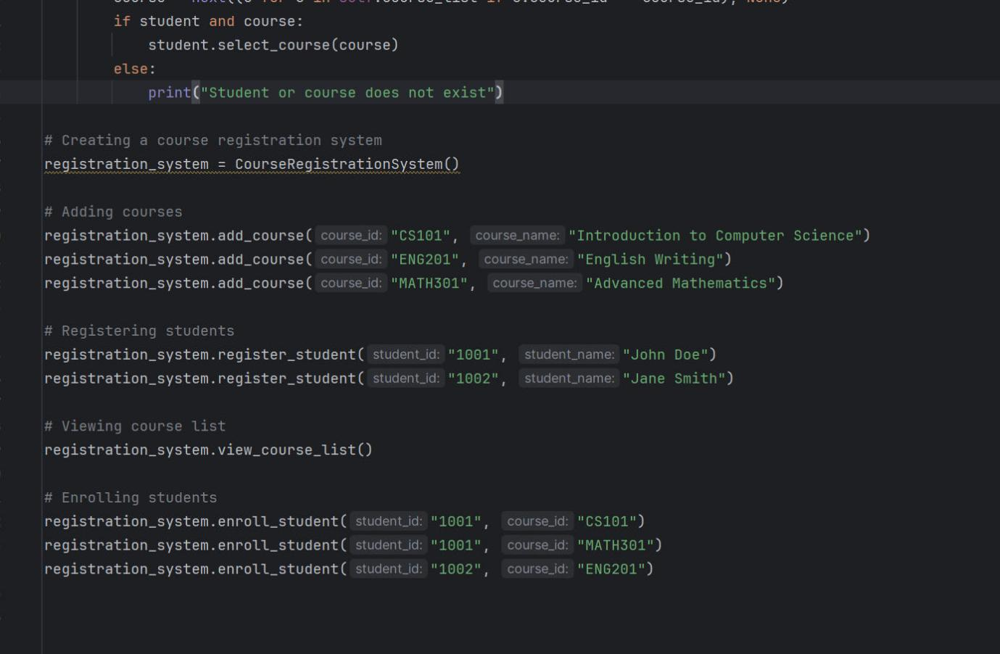 if student and course:
student.select_course(course)
else:
print("Student or course does not exist")
# Creating a course registration system
registration_system = CourseRegistrationSystem()
# Adding courses
registration_system.add_course( course_id: "CS101", course_name: "Introduction to Computer Science")
registration_system.add_course( course_id: "ENG201", course_name: "English Writing")
registration_system.add_course( course_id: "MATH301", course_name: "Advanced Mathematics")
# Registering students
registration_system.register_student( student_id: "1001", student_name: "John Doe")
registration_system.register_student( student_id: "1002", student_name: "Jane Smith")
# Viewing course list
registration_system.view_course_list()
# Enrolling students
registration_system.enroll_student( student_id: "1001", course_id: "CS101")
registration_system.enroll_student( student_id: "1001", course_id: "MATH301")
registration_system.enroll_student( student_id: "1002", course_id: "ENG201")